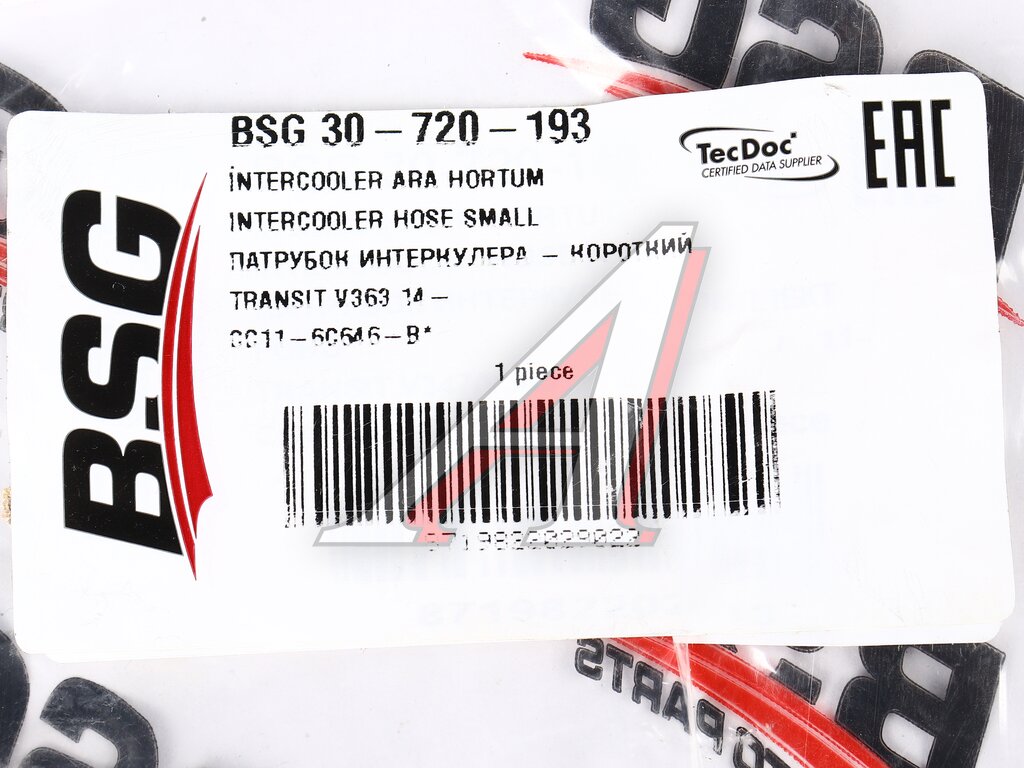 BSG 30-720-193
İNTERCOOLER ARA HORTUM
INTERCOOLER HOSE SMALL
ПАТРУБОК ИНТЕРКУЛЕРА - КОРОТКИЙ
TRANSIT V363 14-
1 piece
BSG
TecDoc
CERTIFIED DATA SUPPLIER
EAC
PARTS